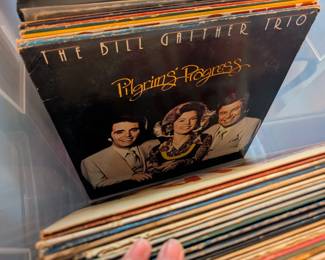 THE BILL GAITHER TRIO
Pilgrims' Progress